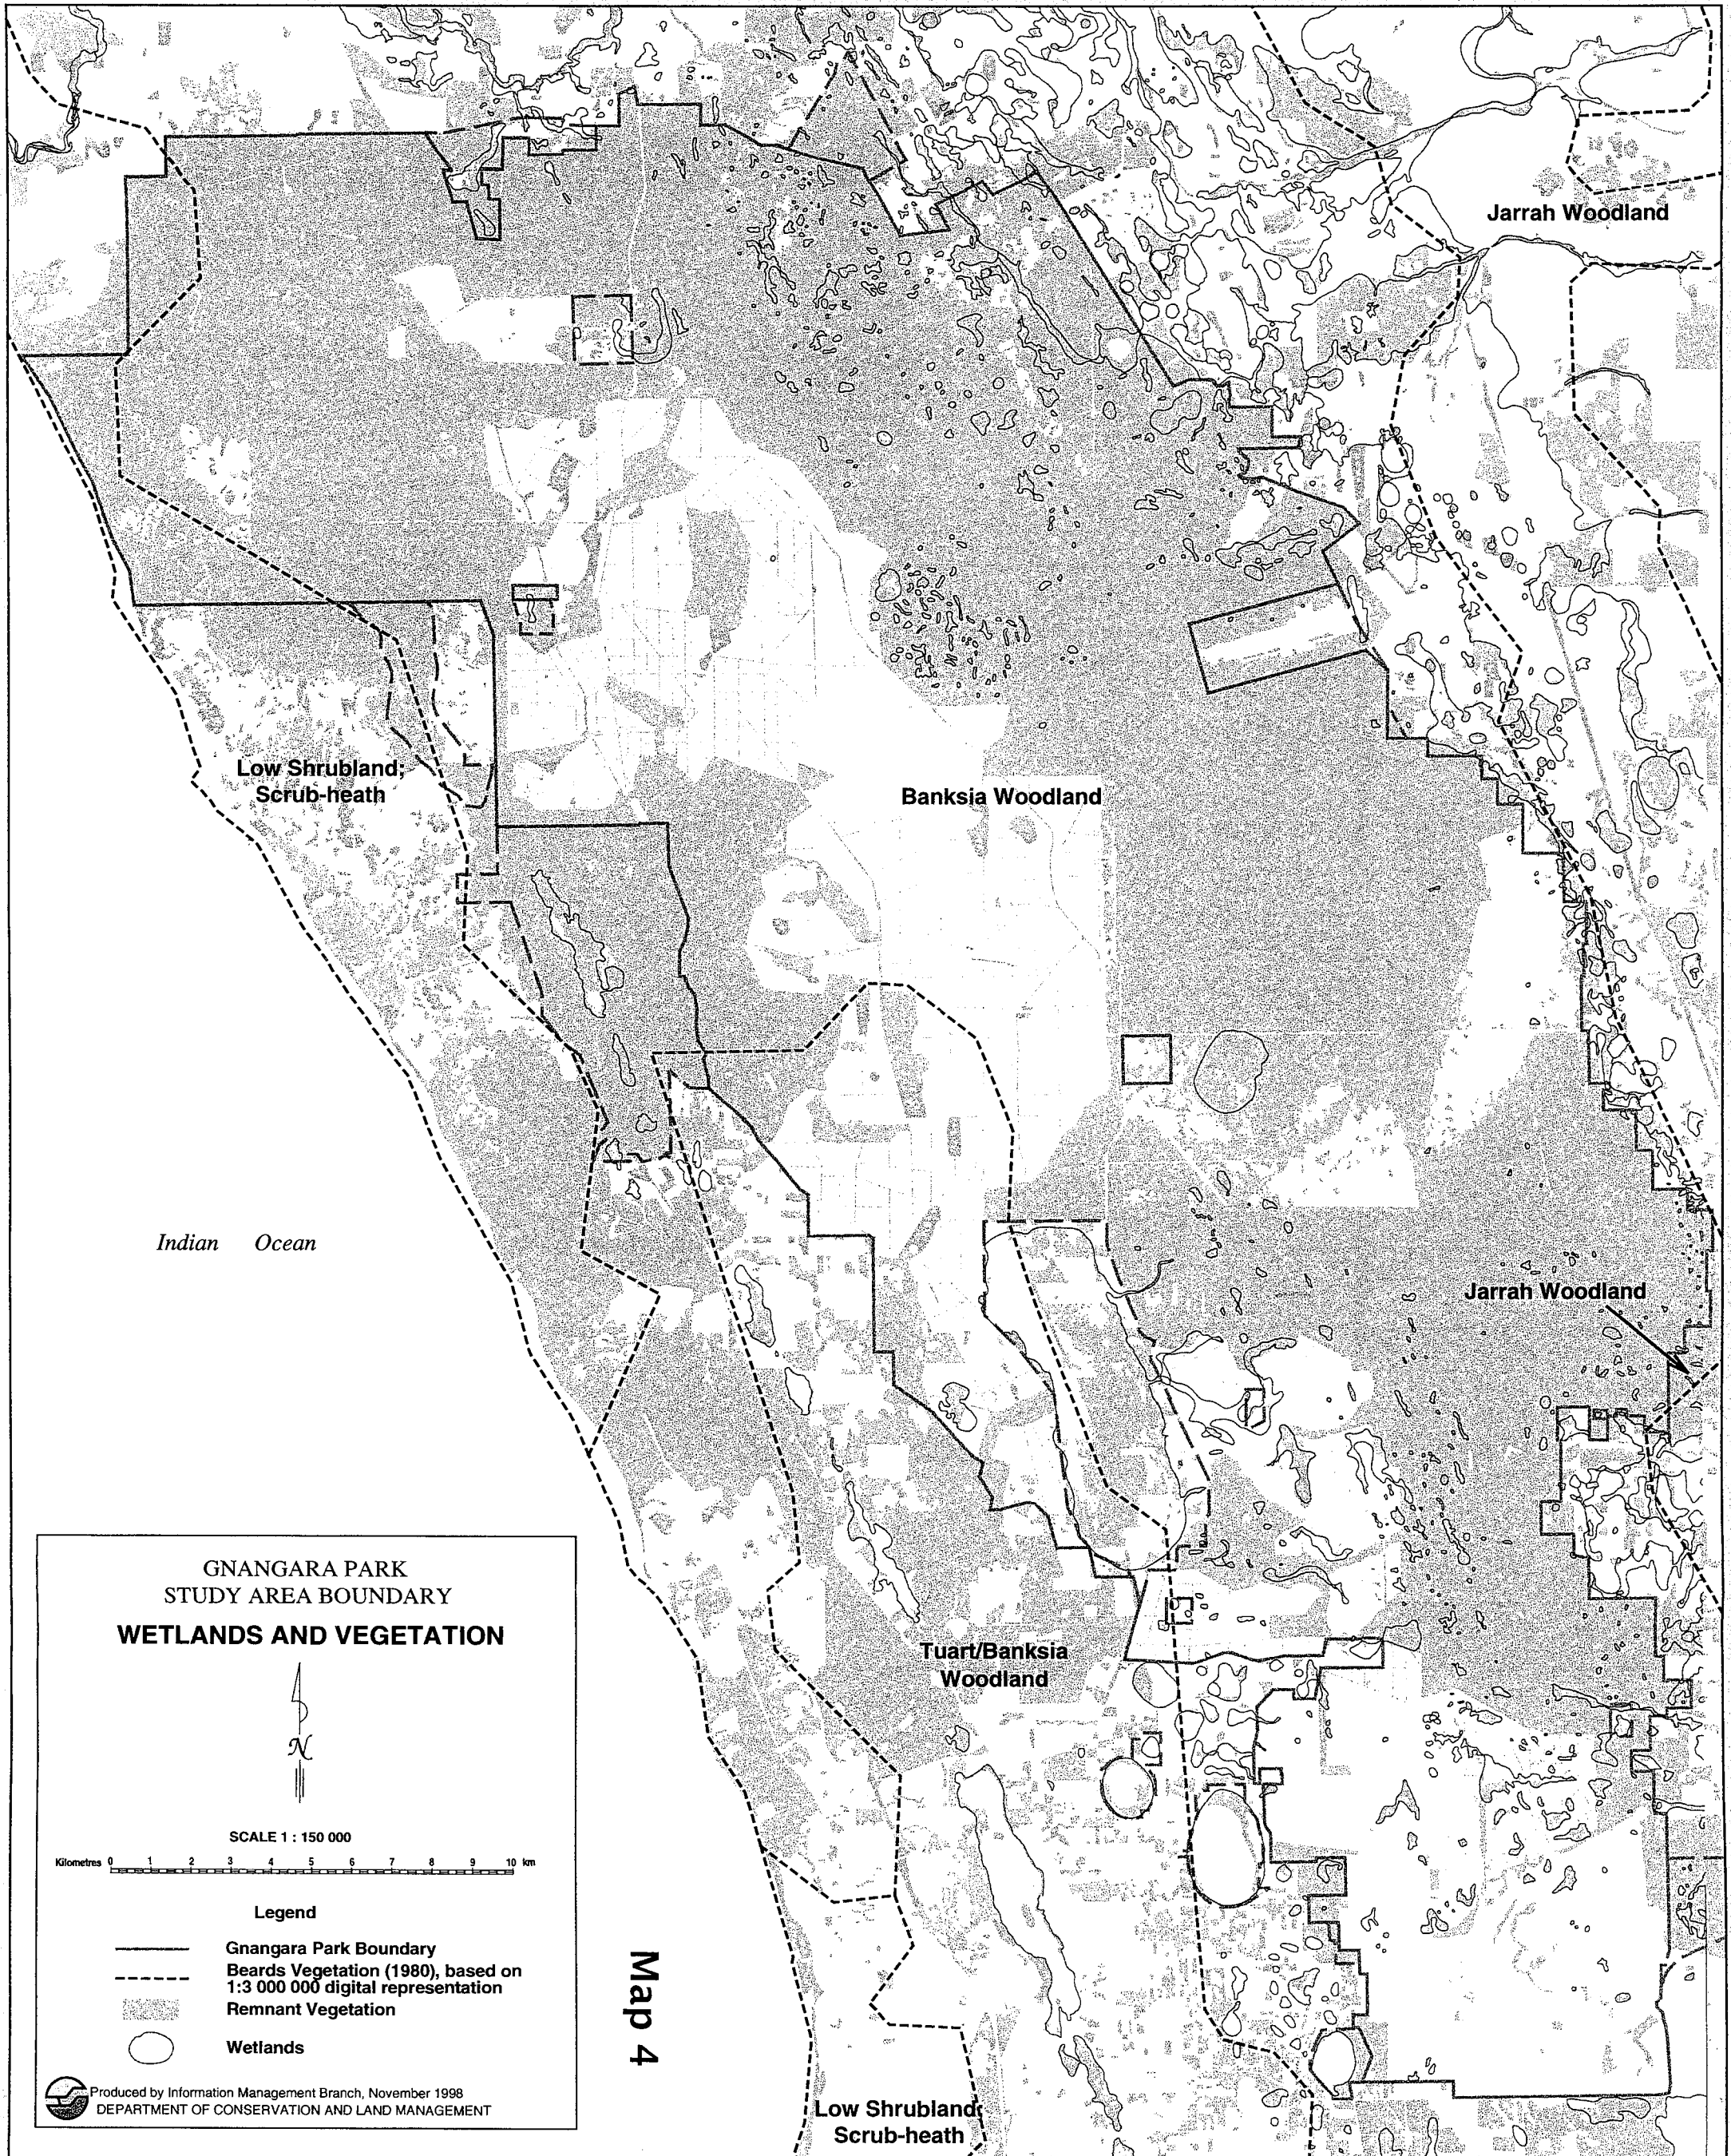 Jarrah Woodland
Low Shrubland;
Scrub-heath
Banksia Woodland
Indian Ocean
Jarrah Woodland
Tuart/Banksia
Woodland
Low Shrubland;
Scrub-heath
Map 4
GNANGARA PARK
STUDY AREA BOUNDARY
WETLANDS AND VEGETATION
N
SCALE 1 : 150 000
Kilometres 0 1 2 3 4 5 6 7 8 9 10 km
Legend
Gnangara Park Boundary
Beards Vegetation (1980), based on
1:3 000 000 digital representation
Remnant Vegetation
Wetlands
Produced by Information Management Branch, November 1998
DEPARTMENT OF CONSERVATION AND LAND MANAGEMENT